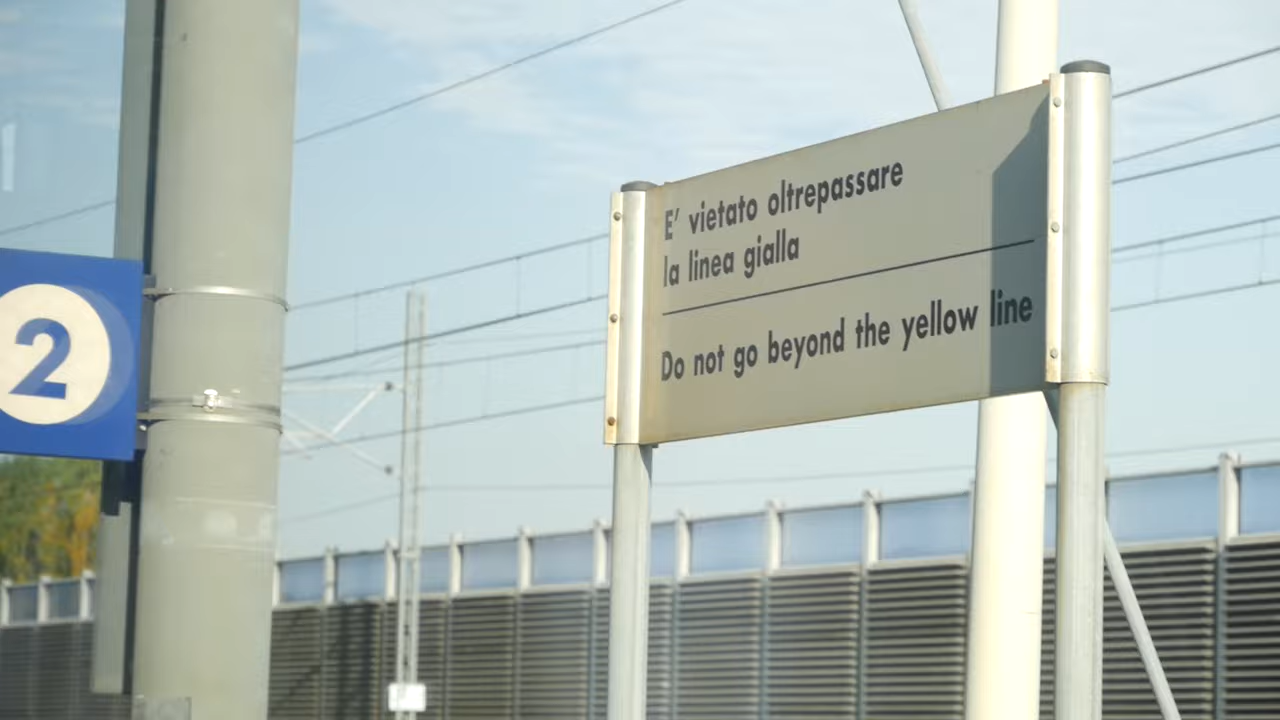 2
E' vietato oltrepassare
la linea gialla
Do not go beyond the yellow line